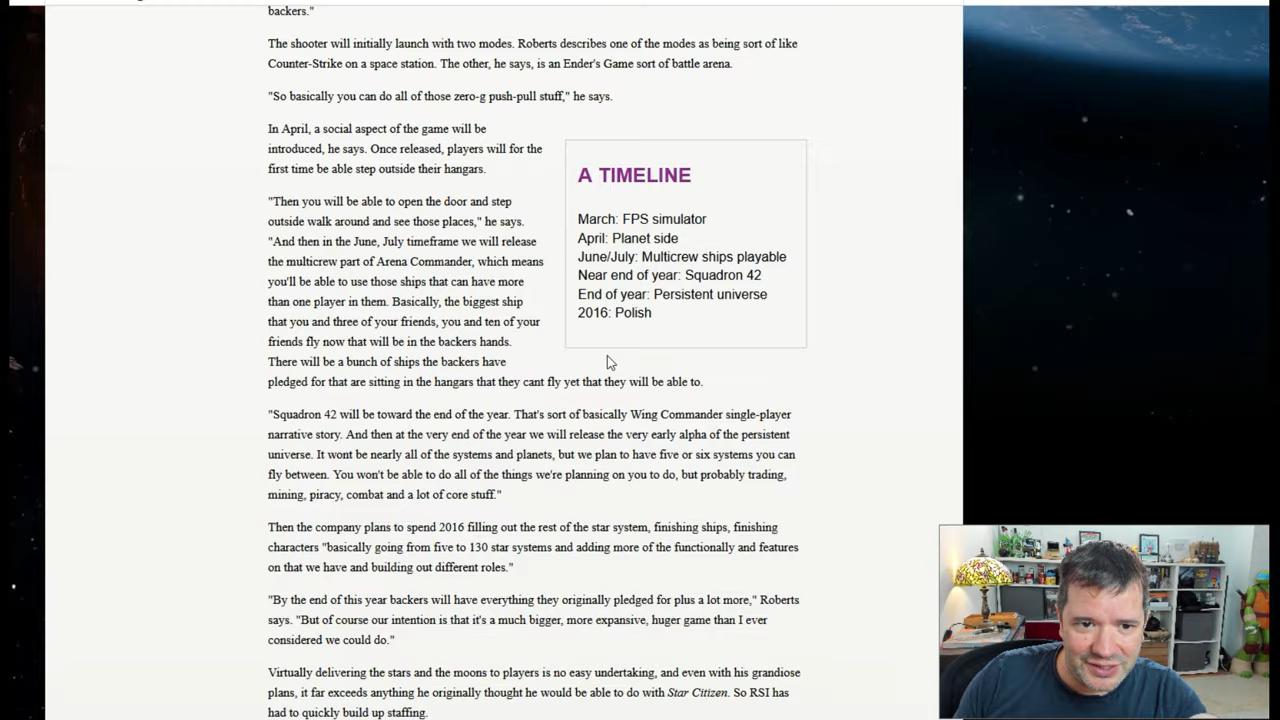 backers."
The shooter will initially launch with two modes. Roberts describes one of the modes as being sort of like
Counter-Strike on a space station. The other, he says, is an Ender's Game sort of battle arena.
"So basically you can do all of those zero-g push-pull stuff," he says.
In April, a social aspect of the game will be
introduced, he says. Once released, players will for the
first time be able step outside their hangars.
"Then you will be able to open the door and step
outside walk around and see those places," he says.
"And then in the June, July timeframe we will release
the multicrew part of Arena Commander, which means
you'll be able to use those ships that can have more
than one player in them. Basically, the biggest ship
that you and three of your friends, you and ten of your
friends fly now that will be in the backers hands.
There will be a bunch of ships the backers have
pledged for that are sitting in the hangars that they cant fly yet that they will be able to.
A TIMELINE
March: FPS simulator
April: Planet side
June/July: Multicrew ships playable
Near end of year: Squadron 42
End of year: Persistent universe
2016: Polish
"Squadron 42 will be toward the end of the year. That's sort of basically Wing Commander single-player
narrative story. And then at the very end of the year we will release the very early alpha of the persistent
universe. It wont be nearly all of the systems and planets, but we plan to have five or six systems you can
fly between. You won't be able to do all of the things we're planning on you to do, but probably trading,
mining, piracy, combat and a lot of core stuff."
Then the company plans to spend 2016 filling out the rest of the star system, finishing ships, finishing
characters "basically going from five to 130 star systems and adding more of the functionally and features
on that we have and building out different roles."
"By the end of this year backers will have everything they originally pledged for plus a lot more," Roberts
says. "But of course our intention is that it's a much bigger, more expansive, huger game than I ever
considered we could do."
Virtually delivering the stars and the moons to players is no easy undertaking, and even with his grandiose
plans, it far exceeds anything he originally thought he would be able to do with Star Citizen. So RSI has
had to quickly build up staffing.